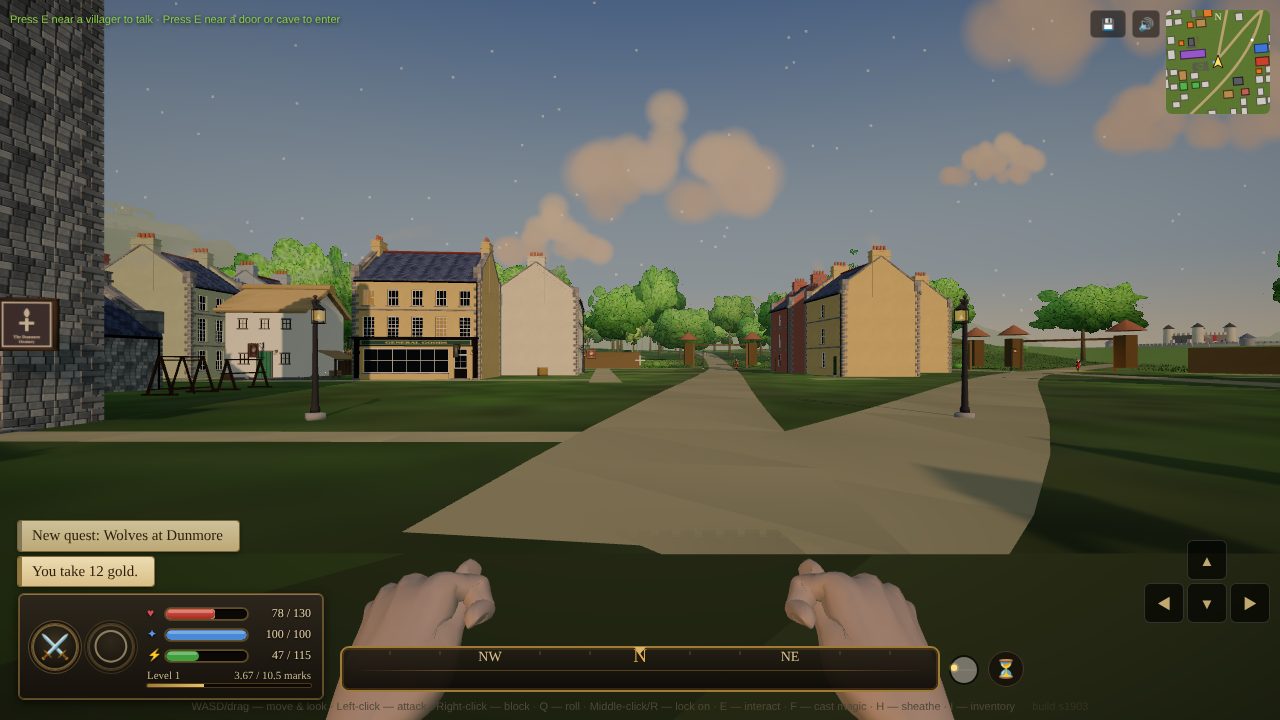 Press E near a villager to talk · Press E near a door or cave to enter
N
GENERAL GOODS
New quest: Wolves at Dunmore
You take 12 gold.
78 / 130
100 / 100
47 / 115
Level 1
3.67 / 10.5 marks
NW
N
NE
WASD/drag — move & look · Left-click — attack · Right-click — block · Q — roll · Middle-click/R — lock on · E — interact · F — cast magic · H — sheathe · I — inventory
build s1903